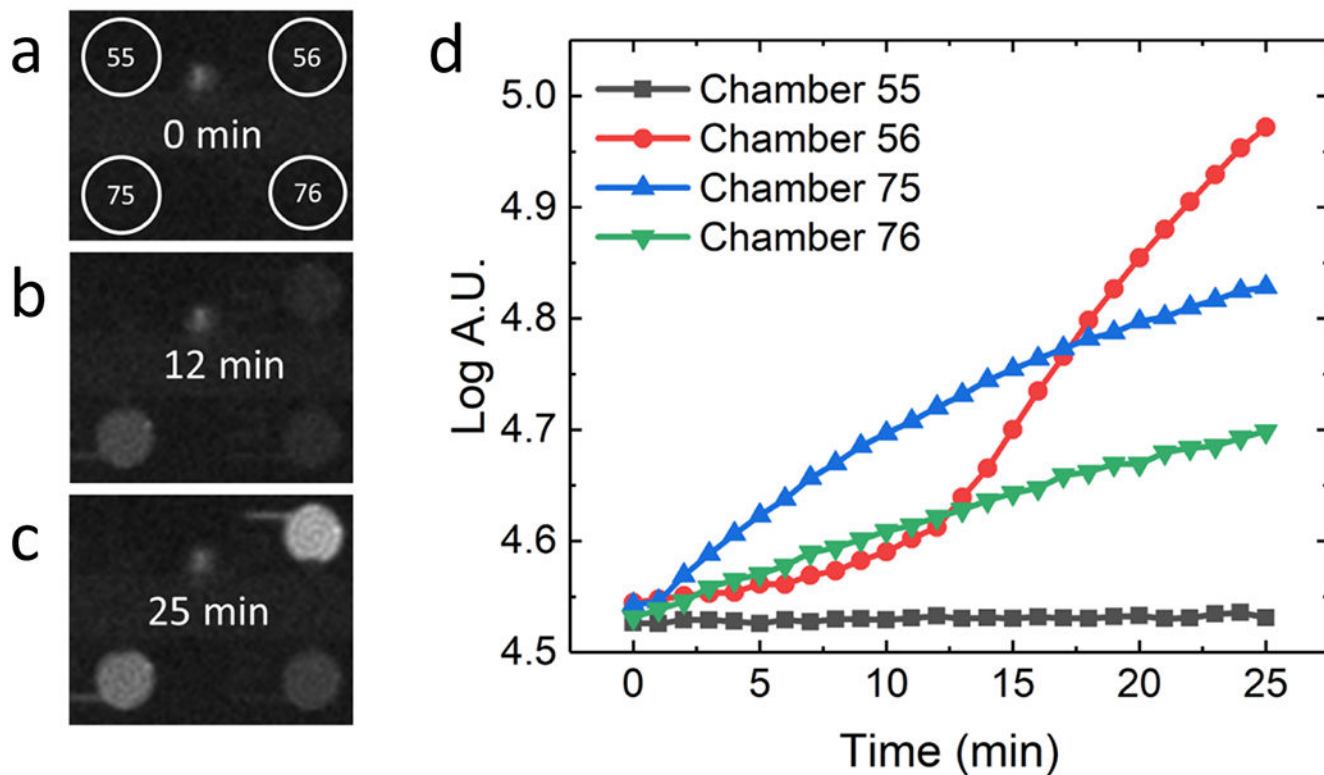 a
55
56
0 min
75
76
b
12 min
c
25 min
d
Chamber 55
Chamber 56
Chamber 75
Chamber 76
Log A.U.
5.0
4.9
4.8
4.7
4.6
4.5
0 5 10 15 20 25
Time (min)